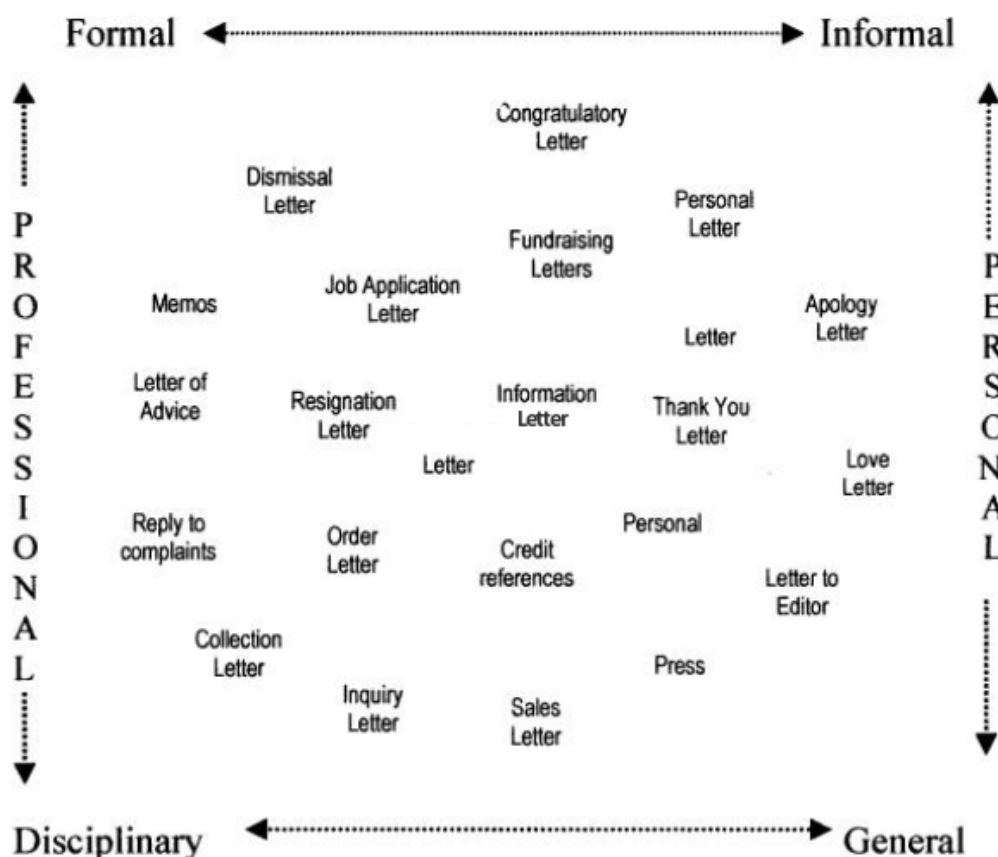 Formal
Informal
Congratulatory
Letter
Dismissal
Letter
Personal
Letter
Fundraising
Letters
Job Application
Letter
Memos
Apology
Letter
Letter
Letter of
Advice
Resignation
Letter
Information
Letter
Thank You
Letter
Letter
Love
Letter
Reply to
complaints
Order
Letter
Credit
references
Personal
Letter to
Editor
Collection
Letter
Press
Inquiry
Letter
Sales
Letter
PROFESSIONAL
PERSONAL
Disciplinary
General